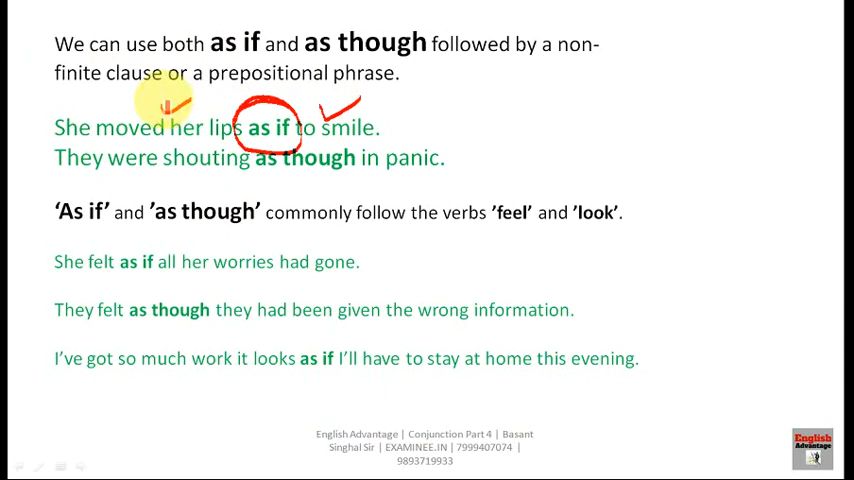 We can use both as if and as though followed by a non-
finite clause or a prepositional phrase.
She moved her lips as if to smile.
They were shouting as though in panic.
‘As if’ and ’as though’ commonly follow the verbs ’feel’ and ’look’.
She felt as if all her worries had gone.
They felt as though they had been given the wrong information.
I’ve got so much work it looks as if I’ll have to stay at home this evening.
English Advantage | Conjunction Part 4 | Basant
Singhal Sir | EXAMINEE.IN | 7999407074 |
9893719933
English
Advantage